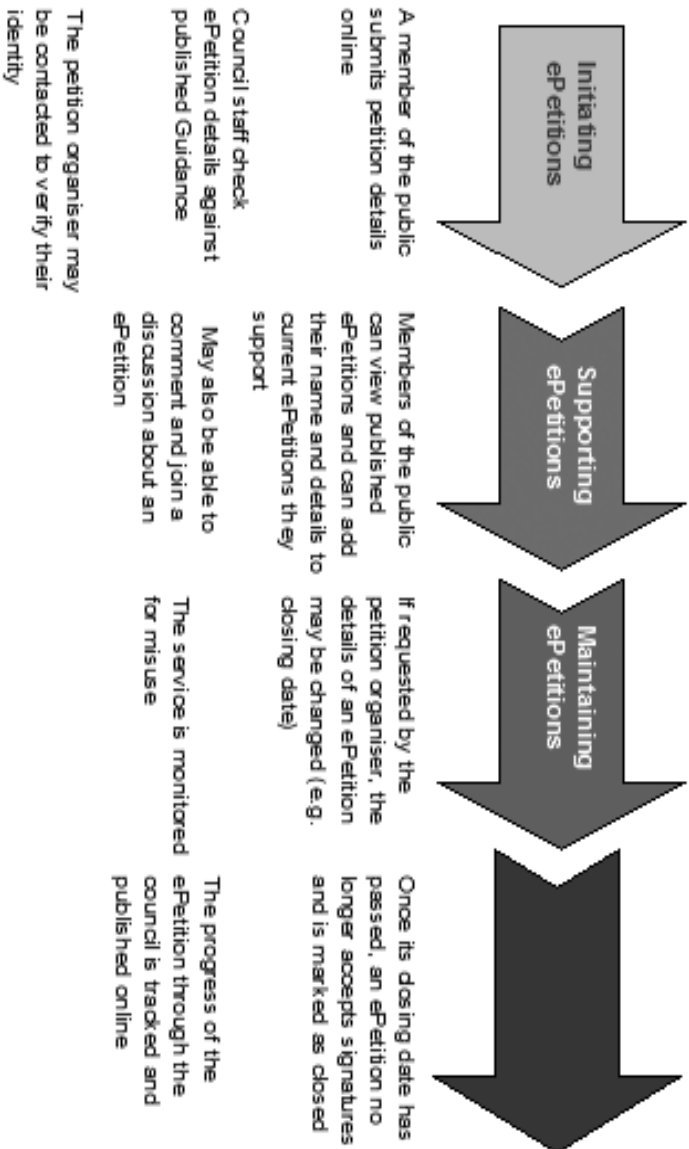 Initiating
ePetitions
A member of the public
submits petition details
online
Council staff check
ePetition details against
published Guidance
The petition organiser may
be contacted to verify their
identity
Supporting
ePetitions
Members of the public
can view published
ePetitions and can add
their name and details to
current ePetitions they
support
May also be able to
comment and join a
discussion about an
ePetition
Maintaining
ePetitions
If requested by the
petition organiser, the
details of an ePetition
may be changed (e.g.
closing date)
The service is monitored
for misuse
Once its closing date has
passed, an ePetition no
longer accepts signatures
and is marked as closed
The progress of the
ePetition through the
council is tracked and
published online